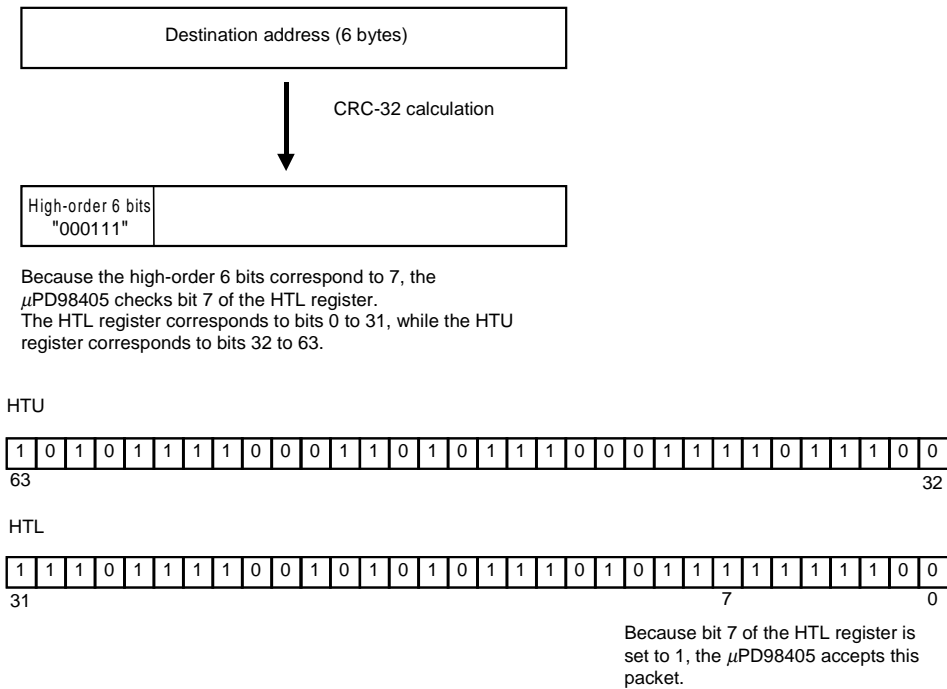 Destination address (6 bytes)
CRC-32 calculation
High-order 6 bits
"000111"
Because the high-order 6 bits correspond to 7, the
μPD98405 checks bit 7 of the HTL register.
The HTL register corresponds to bits 0 to 31, while the HTU
register corresponds to bits 32 to 63.
HTU
1 0 1 0 1 1 1 1 0 0 0 1 1 0 1 0 1 1 1 0 0 0 1 1 1 1 0 1 1 1 0 0
63 32
HTL
1 1 1 0 1 1 1 1 0 0 1 0 1 0 1 0 1 1 1 0 1 0 1 1 1 1 1 1 1 1 0 0
31 7 0
Because bit 7 of the HTL register is
set to 1, the μPD98405 accepts this
packet.